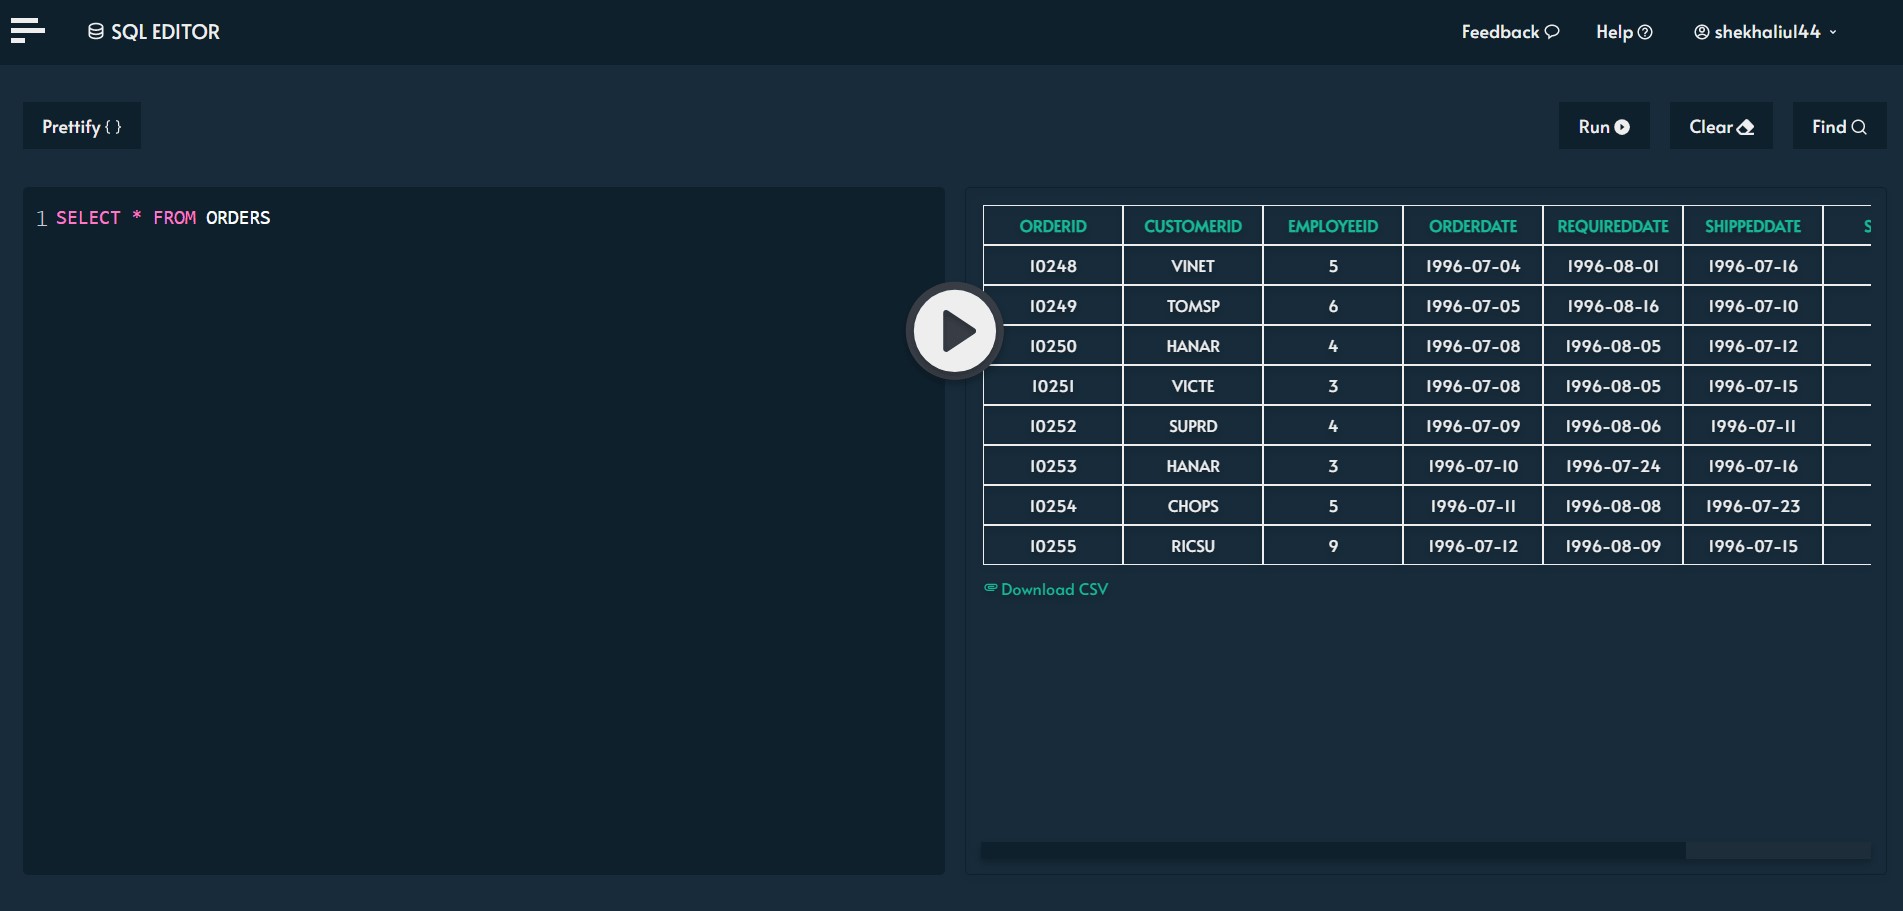 SQL EDITOR
Feedback Help shekhaliul44
Prettify { }
Run Clear Find
1 SELECT * FROM ORDERS
ORDERID CUSTOMERID EMPLOYEEID ORDERDATE REQUIREDDATE SHIPPEDDATE S
10248 VINET 5 1996-07-04 1996-08-01 1996-07-16
10249 TOMSP 6 1996-07-05 1996-08-16 1996-07-10
10250 HANAR 4 1996-07-08 1996-08-05 1996-07-12
10251 VICTE 3 1996-07-08 1996-08-05 1996-07-15
10252 SUPRD 4 1996-07-09 1996-08-06 1996-07-11
10253 HANAR 3 1996-07-10 1996-07-24 1996-07-16
10254 CHOPS 5 1996-07-11 1996-08-08 1996-07-23
10255 RICSU 9 1996-07-12 1996-08-09 1996-07-15
Download CSV